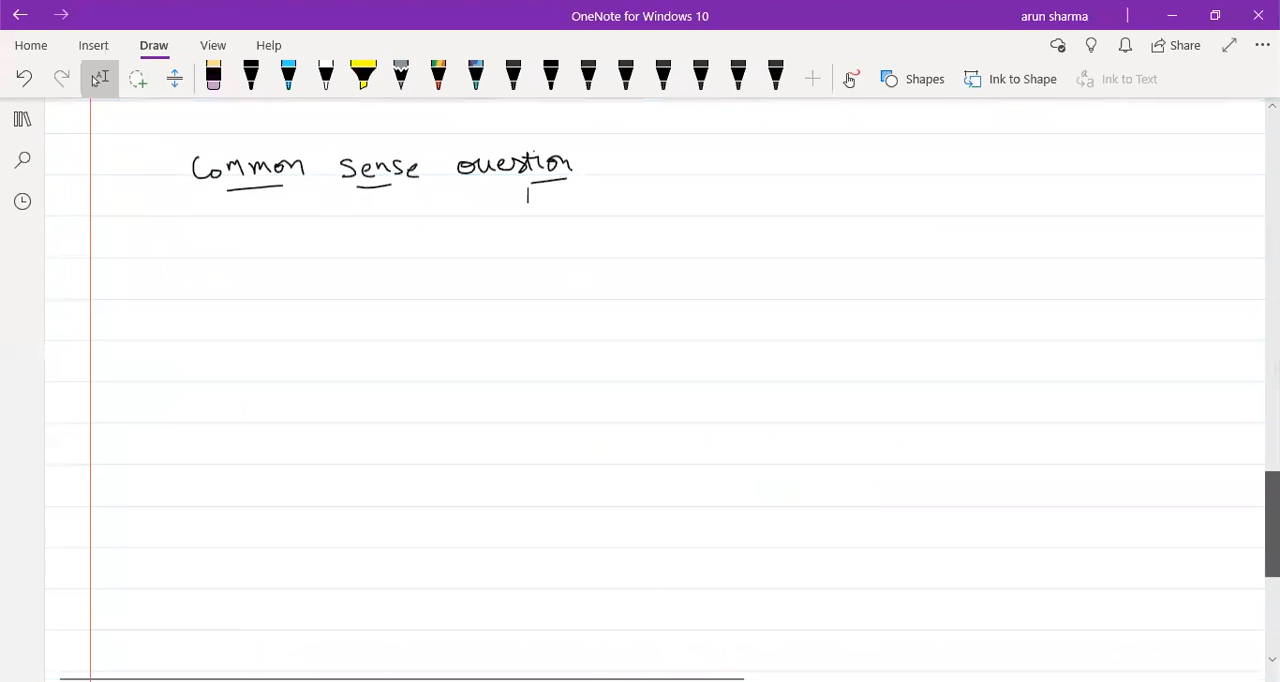 OneNote for Windows 10
arun sharma
Home Insert Draw View Help
Share
Shapes
Ink to Shape
Ink to Text
Common Sense ouestion